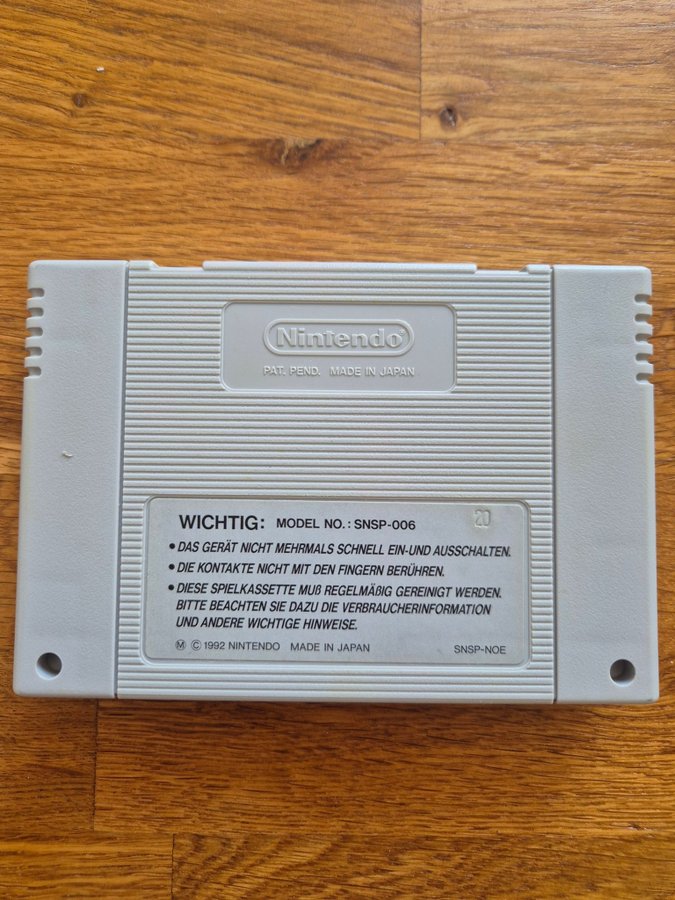 Nintendo®
PAT. PEND. MADE IN JAPAN
WICHTIG: MODEL NO.: SNSP-006 20
• DAS GERÄT NICHT MEHRMALS SCHNELL EIN-UND AUSSCHALTEN.
• DIE KONTAKTE NICHT MIT DEN FINGERN BERÜHREN.
• DIESE SPIELKASSETTE MUß REGELMÄßIG GEREINIGT WERDEN.
BITTE BEACHTEN SIE DAZU DIE VERBRAUCHERINFORMATION
UND ANDERE WICHTIGE HINWEISE.
Ⓜ © 1992 NINTENDO MADE IN JAPAN SNSP-NOE